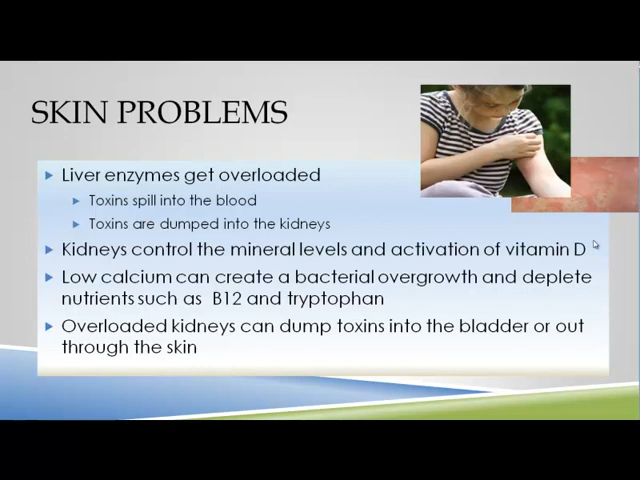 SKIN PROBLEMS
Liver enzymes get overloaded
Toxins spill into the blood
Toxins are dumped into the kidneys
Kidneys control the mineral levels and activation of vitamin D
Low calcium can create a bacterial overgrowth and deplete
nutrients such as B12 and tryptophan
Overloaded kidneys can dump toxins into the bladder or out
through the skin